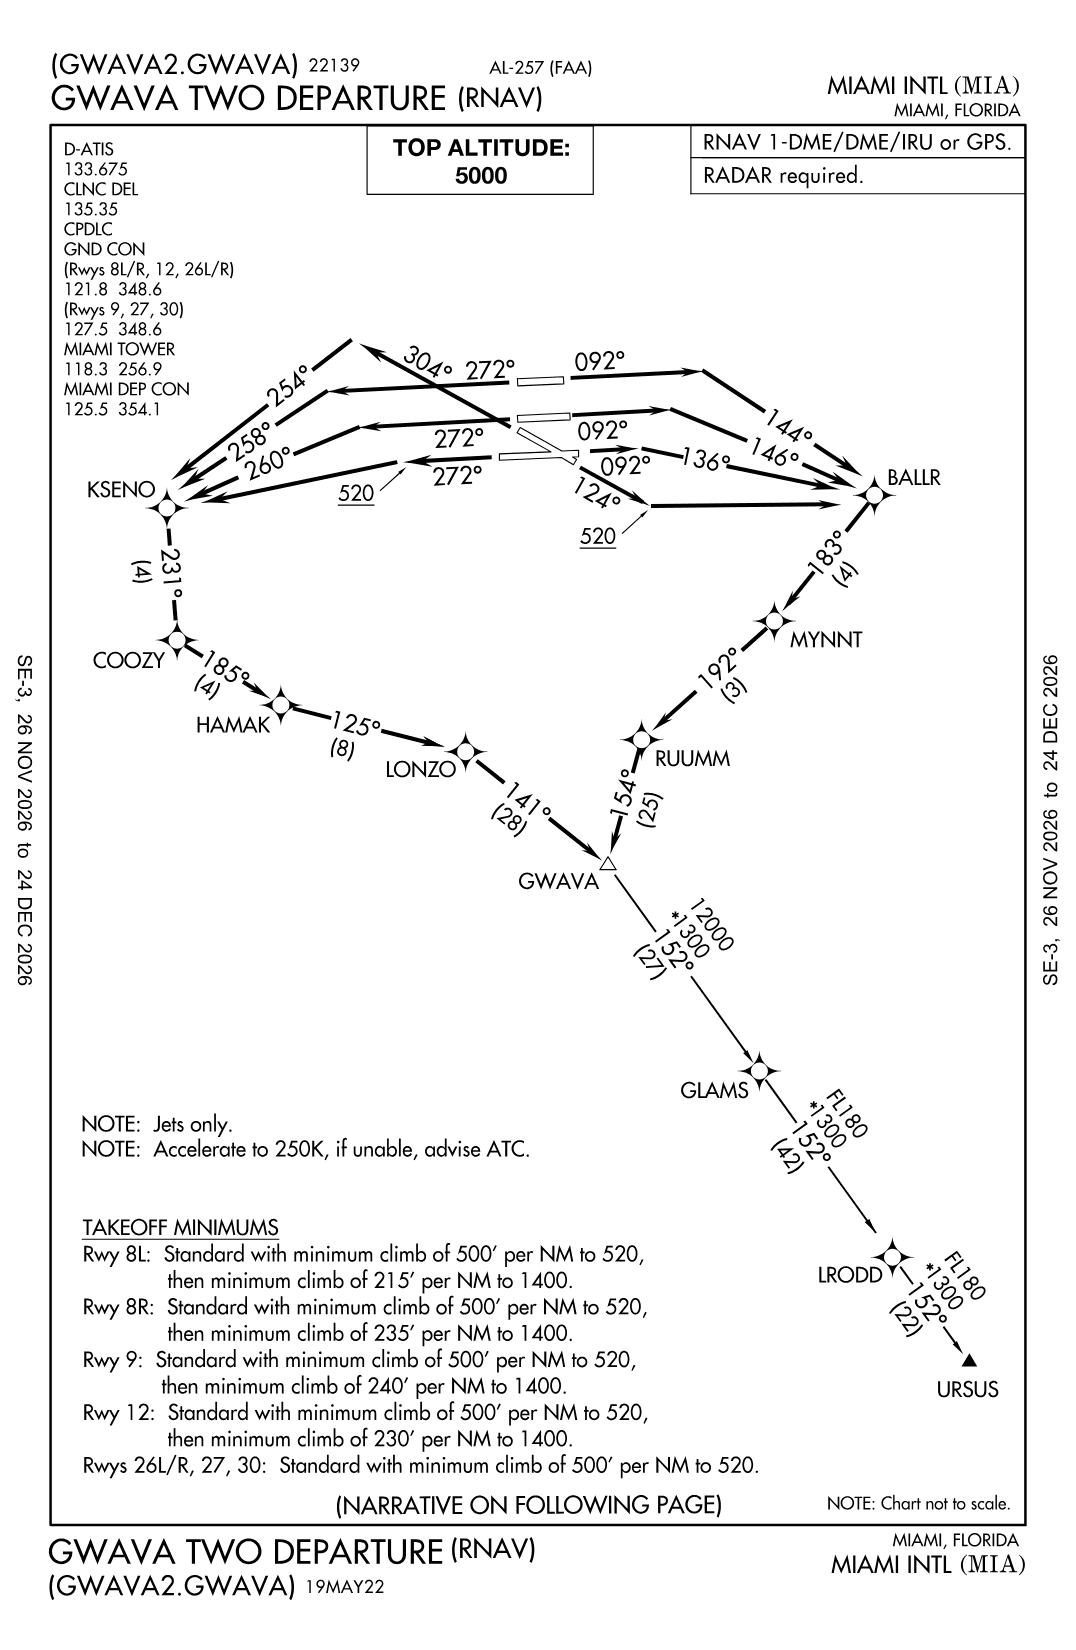 (GWAVA2.GWAVA) 22139
AL-257 (FAA)
GWAVA TWO DEPARTURE (RNAV)
MIAMI INTL (MIA)
MIAMI, FLORIDA
D-ATIS
133.675
CLNC DEL
135.35
CPDLC
GND CON
(Rwys 8L/R, 12, 26L/R)
121.8 348.6
(Rwys 9, 27, 30)
127.5 348.6
MIAMI TOWER
118.3 256.9
MIAMI DEP CON
125.5 354.1
TOP ALTITUDE:
5000
RNAV 1-DME/DME/IRU or GPS.
RADAR required.
304°
272°
092°
254°
258°
260°
272°
092°
272°
092°
144°
146°
136°
124°
520
520
KSENO
BALLR
231°
(4)
183°
(4)
COOZY
MYNNT
185°
(4)
192°
(3)
HAMAK
125°
(8)
LONZO
RUUMM
141°
(28)
154°
(25)
GWAVA
12000
*1300
152°
(27)
GLAMS
FL180
*1300
152°
(42)
LRODD
FL180
*1300
152°
(22)
URSUS
SE-3, 26 NOV 2026 to 24 DEC 2026
SE-3, 26 NOV 2026 to 24 DEC 2026
NOTE: Jets only.
NOTE: Accelerate to 250K, if unable, advise ATC.
TAKEOFF MINIMUMS
Rwy 8L: Standard with minimum climb of 500' per NM to 520,
then minimum climb of 215' per NM to 1400.
Rwy 8R: Standard with minimum climb of 500' per NM to 520,
then minimum climb of 235' per NM to 1400.
Rwy 9: Standard with minimum climb of 500' per NM to 520,
then minimum climb of 240' per NM to 1400.
Rwy 12: Standard with minimum climb of 500' per NM to 520,
then minimum climb of 230' per NM to 1400.
Rwys 26L/R, 27, 30: Standard with minimum climb of 500' per NM to 520.
(NARRATIVE ON FOLLOWING PAGE)
NOTE: Chart not to scale.
GWAVA TWO DEPARTURE (RNAV)
(GWAVA2.GWAVA) 19MAY22
MIAMI, FLORIDA
MIAMI INTL (MIA)